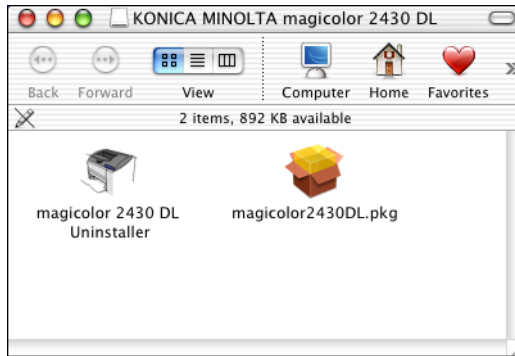 KONICA MINOLTA magicolor 2430 DL
Back Forward View Computer Home Favorites
2 items, 892 KB available
magicolor 2430 DL
Uninstaller
magicolor2430DL.pkg